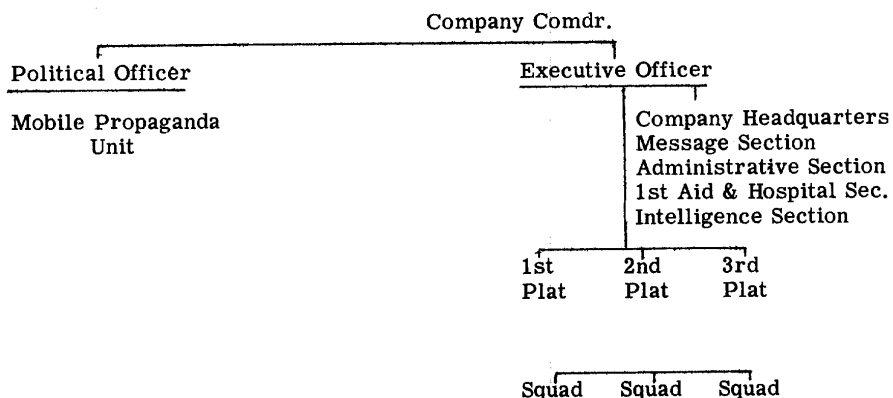 Company Comdr.
Political Officer
Executive Officer
Mobile Propaganda
Unit
Company Headquarters
Message Section
Administrative Section
1st Aid & Hospital Sec.
Intelligence Section
1st 2nd 3rd
Plat Plat Plat
Squad Squad Squad